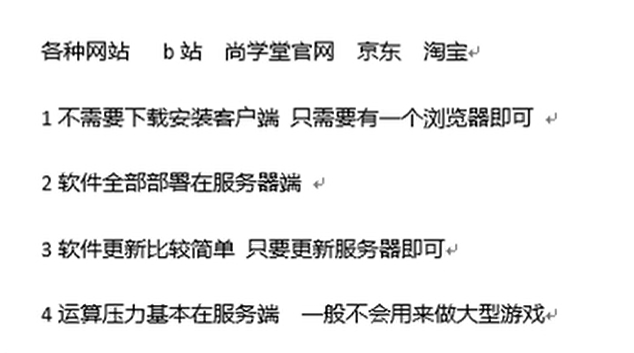 各种网站 b 站 尚学堂官网 京东 淘宝
1 不需要下载安装客户端 只需要有一个浏览器即可
2 软件全部部署在服务器端
3 软件更新比较简单 只要更新服务器即可
4 运算压力基本在服务端 一般不会用来做大型游戏